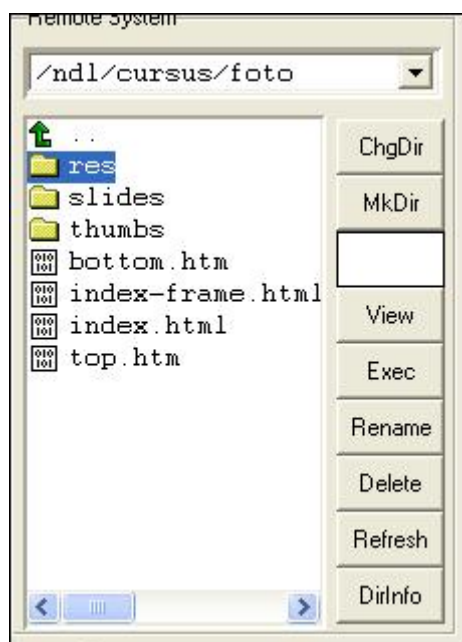 Remote System
/ndl/cursus/foto
..
res
slides
thumbs
bottom.htm
index-frame.html
index.html
top.htm
ChgDir
MkDir
View
Exec
Rename
Delete
Refresh
DirInfo